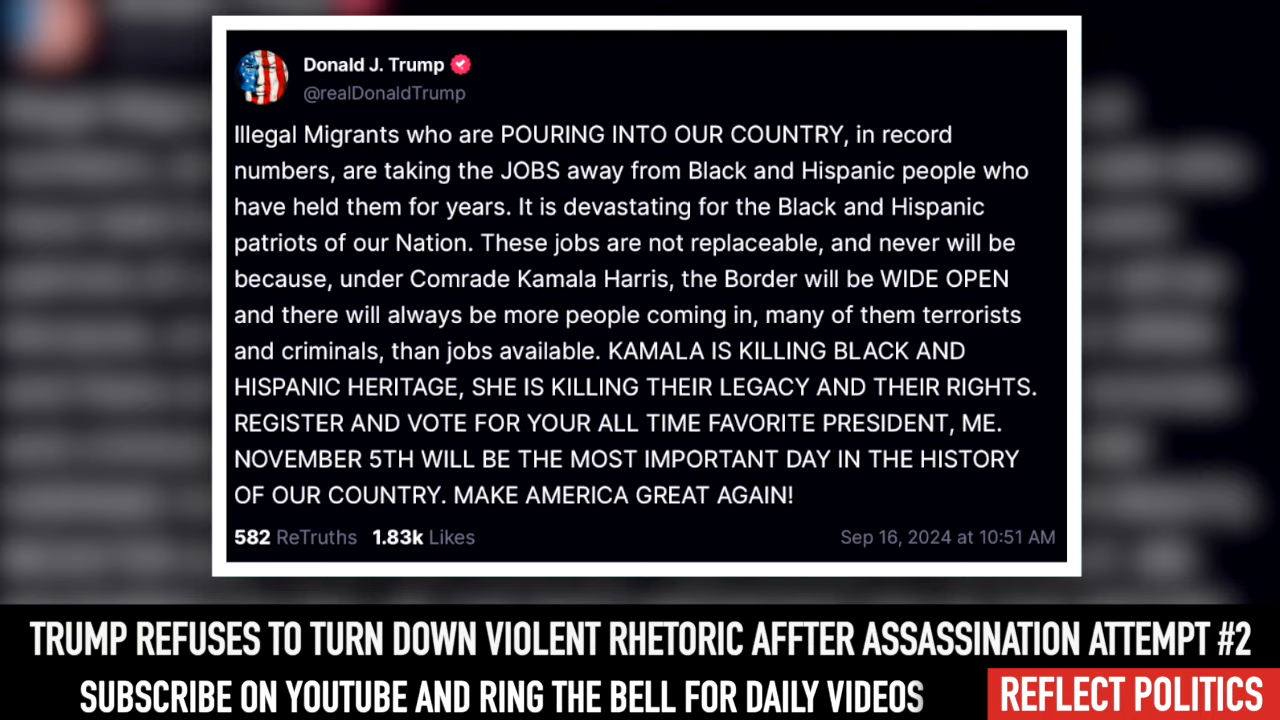 Donald J. Trump
@realDonaldTrump
Illegal Migrants who are POURING INTO OUR COUNTRY, in record
numbers, are taking the JOBS away from Black and Hispanic people who
have held them for years. It is devastating for the Black and Hispanic
patriots of our Nation. These jobs are not replaceable, and never will be
because, under Comrade Kamala Harris, the Border will be WIDE OPEN
and there will always be more people coming in, many of them terrorists
and criminals, than jobs available. KAMALA IS KILLING BLACK AND
HISPANIC HERITAGE, SHE IS KILLING THEIR LEGACY AND THEIR RIGHTS.
REGISTER AND VOTE FOR YOUR ALL TIME FAVORITE PRESIDENT, ME.
NOVEMBER 5TH WILL BE THE MOST IMPORTANT DAY IN THE HISTORY
OF OUR COUNTRY. MAKE AMERICA GREAT AGAIN!
582 ReTruths 1.83k Likes Sep 16, 2024 at 10:51 AM
TRUMP REFUSES TO TURN DOWN VIOLENT RHETORIC AFFTER ASSASSINATION ATTEMPT #2
SUBSCRIBE ON YOUTUBE AND RING THE BELL FOR DAILY VIDEOS
REFLECT POLITICS